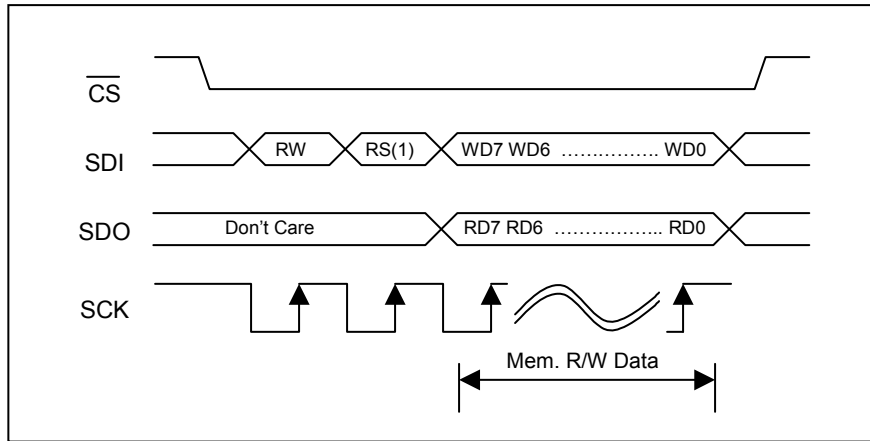 CS
SDI RW RS(1) WD7 WD6 ……………. WD0
SDO Don't Care RD7 RD6 ……………... RD0
SCK
Mem. R/W Data